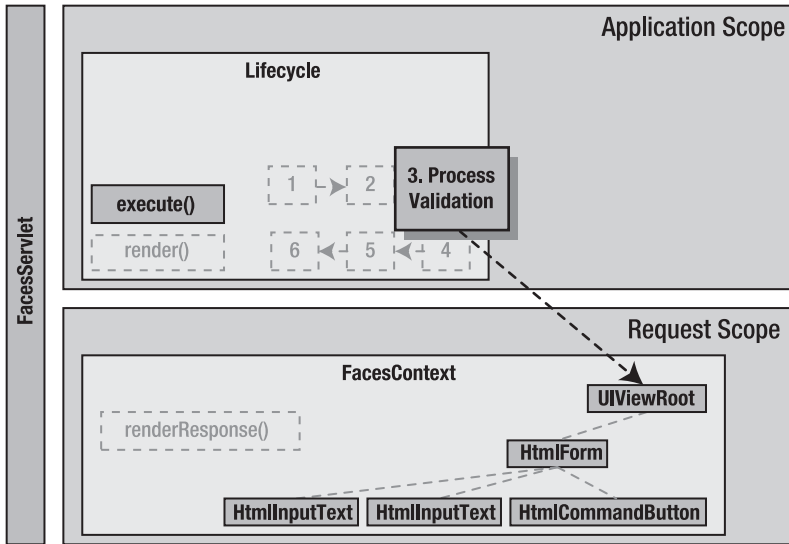 FacesServlet
Application Scope
Lifecycle
1
2
3. Process
Validation
execute()
render()
6
5
4
Request Scope
FacesContext
UIViewRoot
renderResponse()
HtmlForm
HtmlInputText
HtmlInputText
HtmlCommandButton